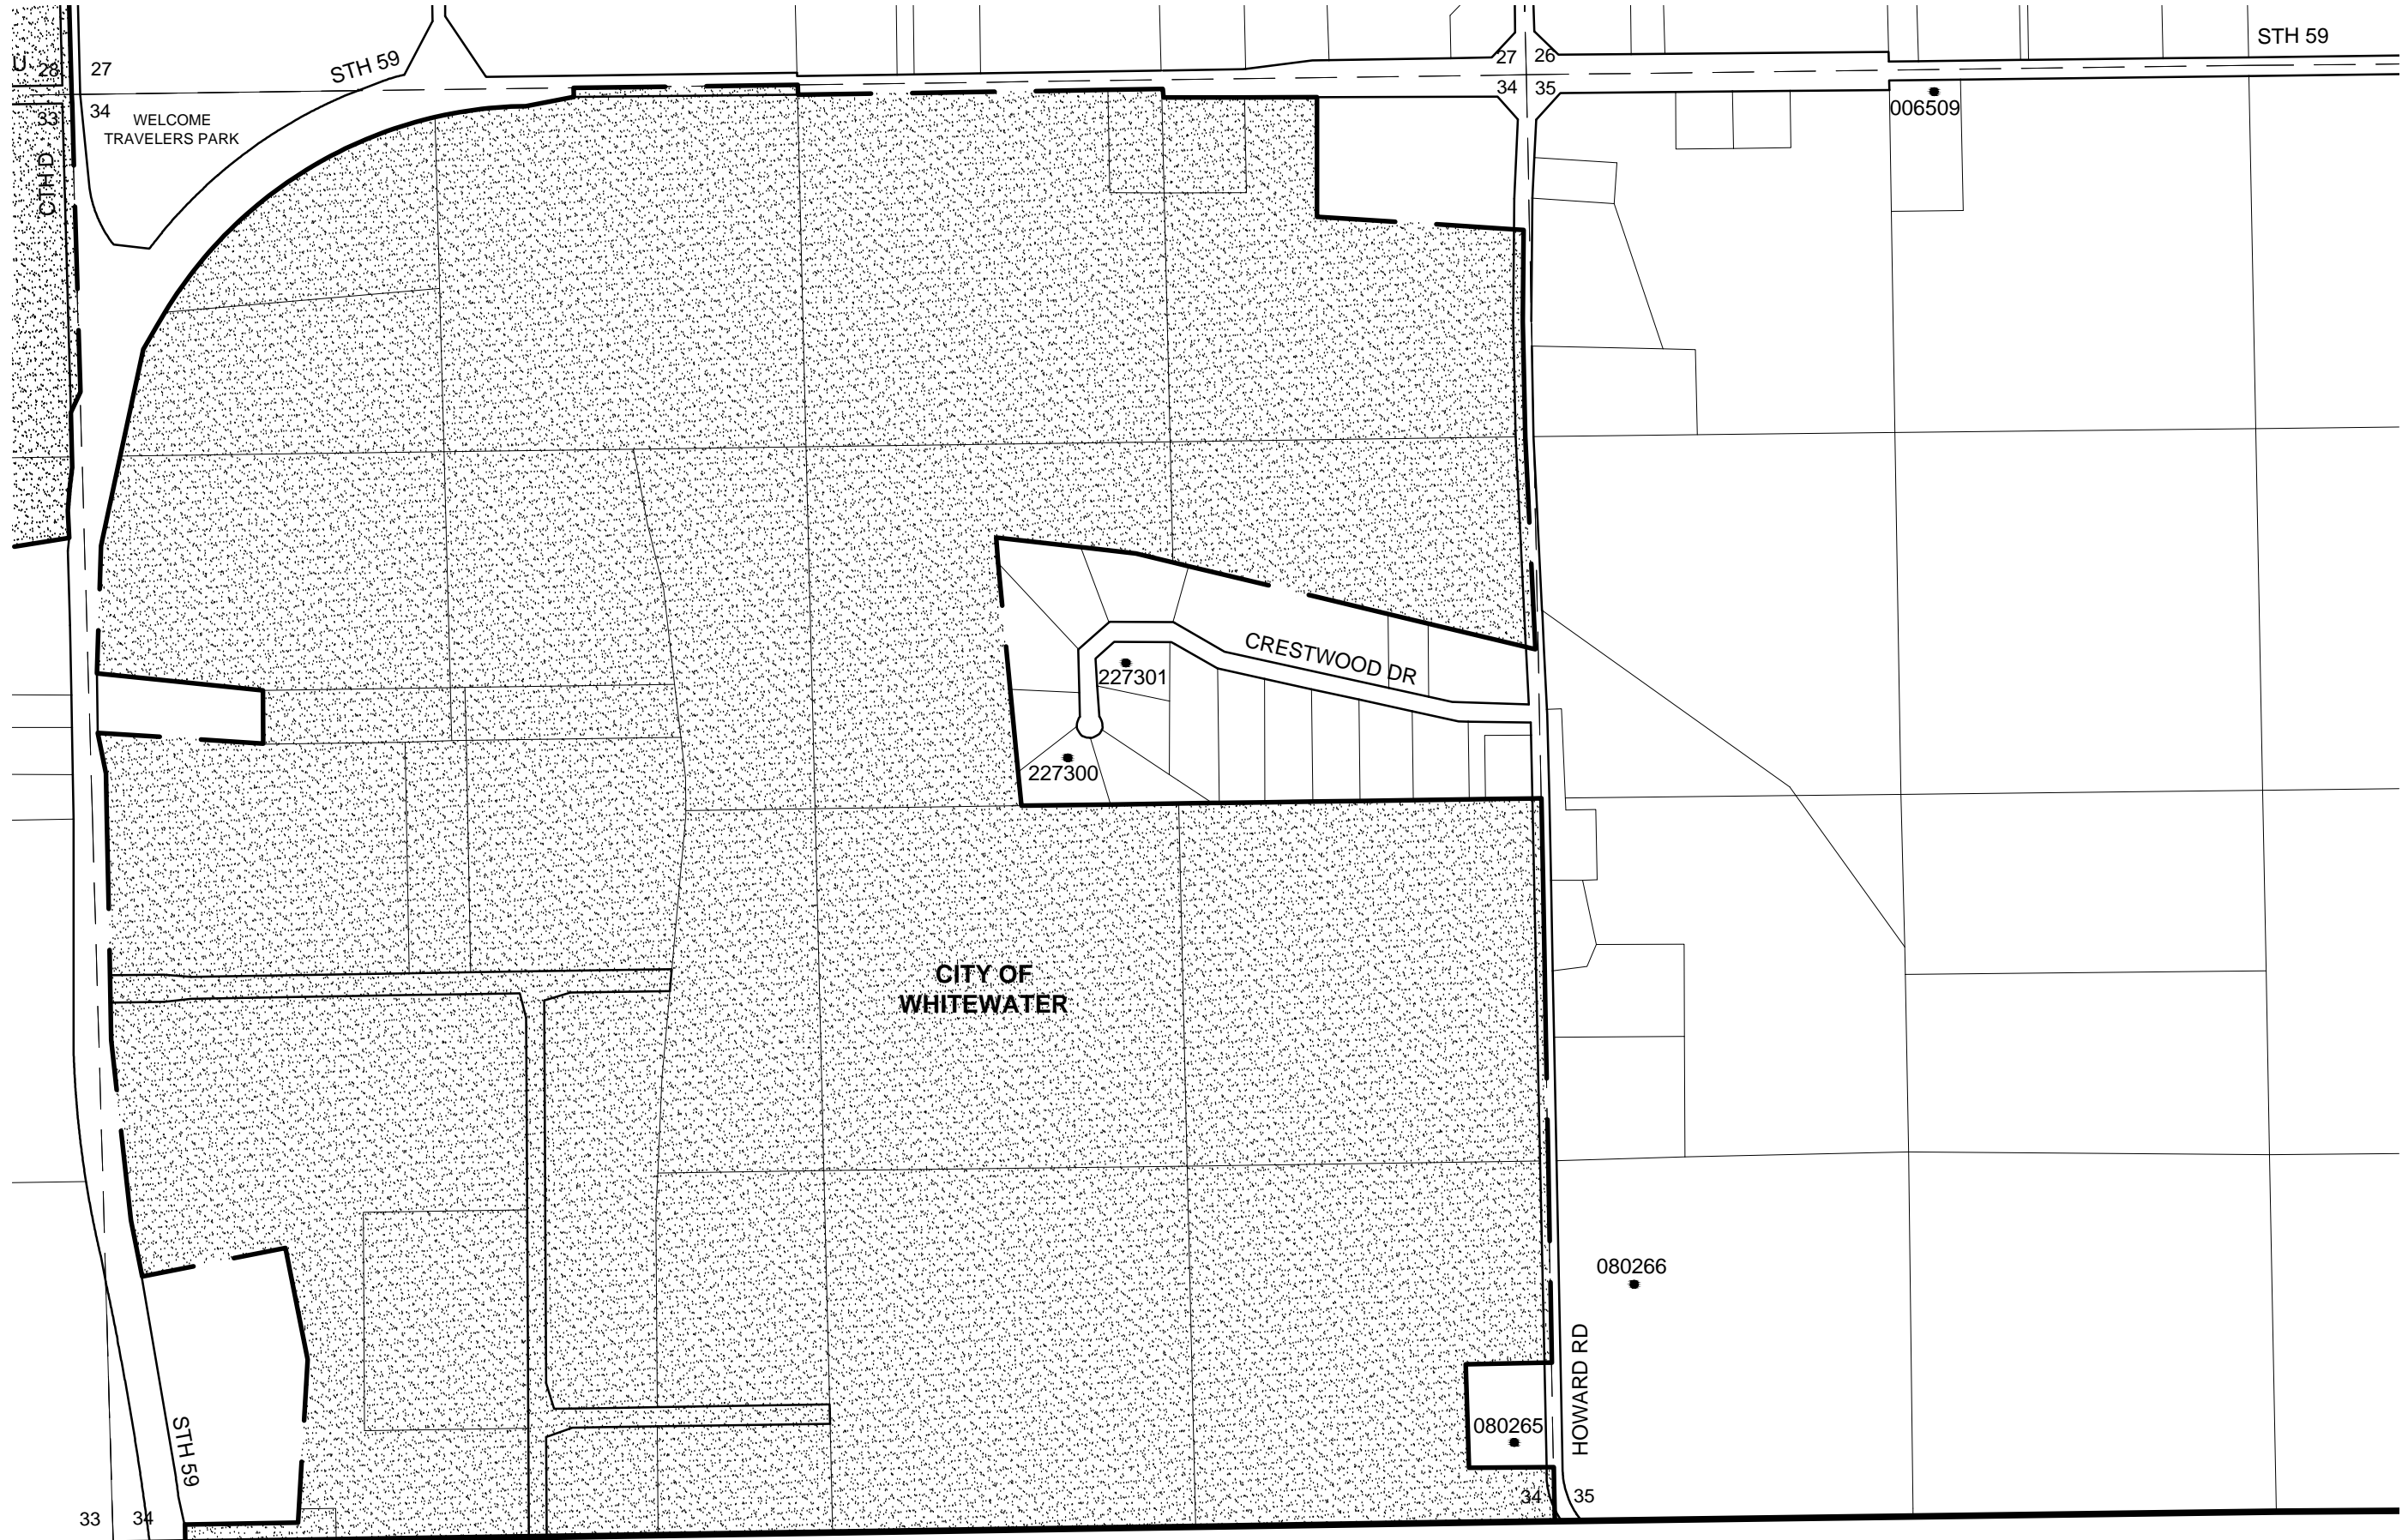 STH 59
27
26
STH 59
U
28
27
34
35
006509
33
34
WELCOME
TRAVELERS PARK
CTH D
CRESTWOOD DR
227301
227300
CITY OF
WHITEWATER
080266
HOWARD RD
080265
STH 59
34
35
33
34